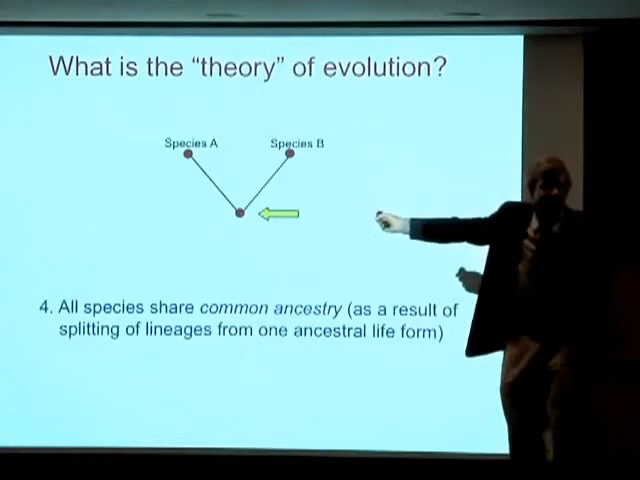 What is the “theory” of evolution?
Species A Species B
4. All species share common ancestry (as a result of
splitting of lineages from one ancestral life form)